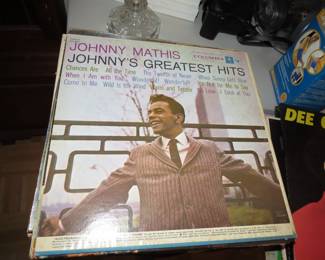 JOHNNY MATHIS
COLUMBIA
JOHNNY'S GREATEST HITS
Chances Are All the Time The Twelfth of Never When Sunny Gets Blue
When I Am with You Wonderful! Wonderful! It's Not for Me to Say
Come to Me Wild Is the Wind Warm and Tender I Look at You
DEE